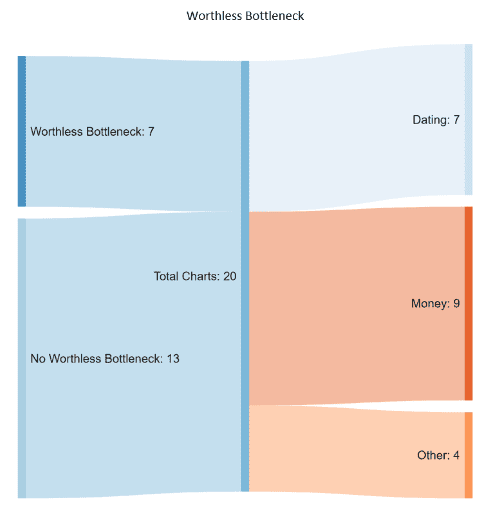 Worthless Bottleneck
Dating: 7
Worthless Bottleneck: 7
Total Charts: 20
Money: 9
No Worthless Bottleneck: 13
Other: 4